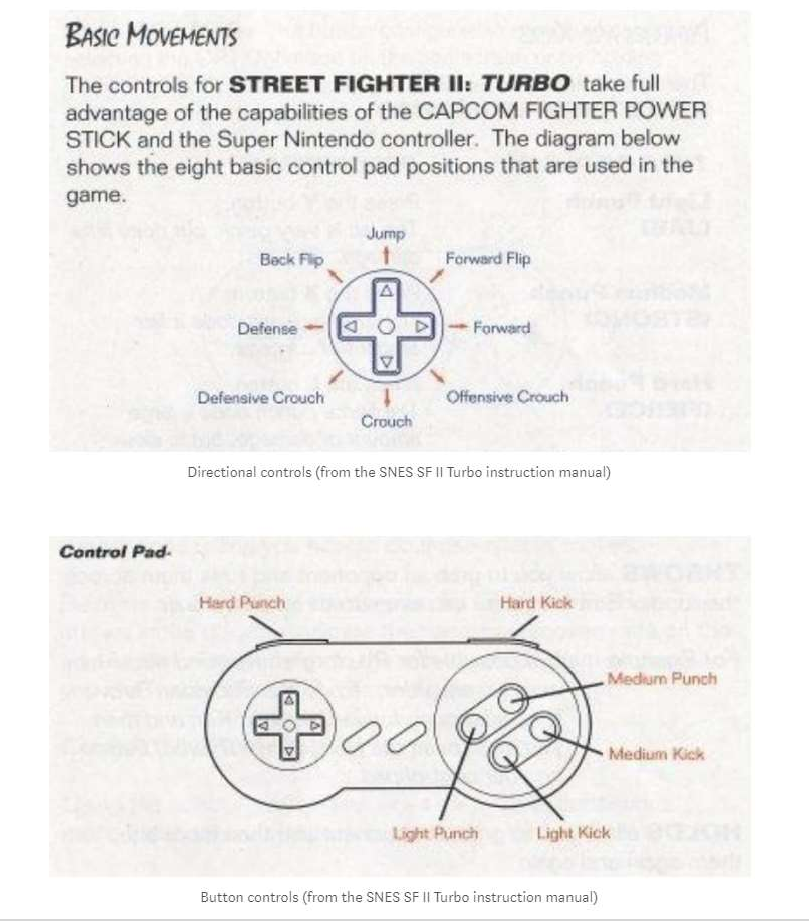 BASIC MOVEMENTS
The controls for STREET FIGHTER II: TURBO take full
advantage of the capabilities of the CAPCOM FIGHTER POWER
STICK and the Super Nintendo controller. The diagram below
shows the eight basic control pad positions that are used in the
game.
Jump
Back Flip
Forward Flip
Defense
Forward
Defensive Crouch
Offensive Crouch
Crouch
Directional controls (from the SNES SF II Turbo instruction manual)
Control Pad-
Hard Punch
Hard Kick
Medium Punch
Medium Kick
Light Punch
Light Kick
Button controls (from the SNES SF II Turbo instruction manual)